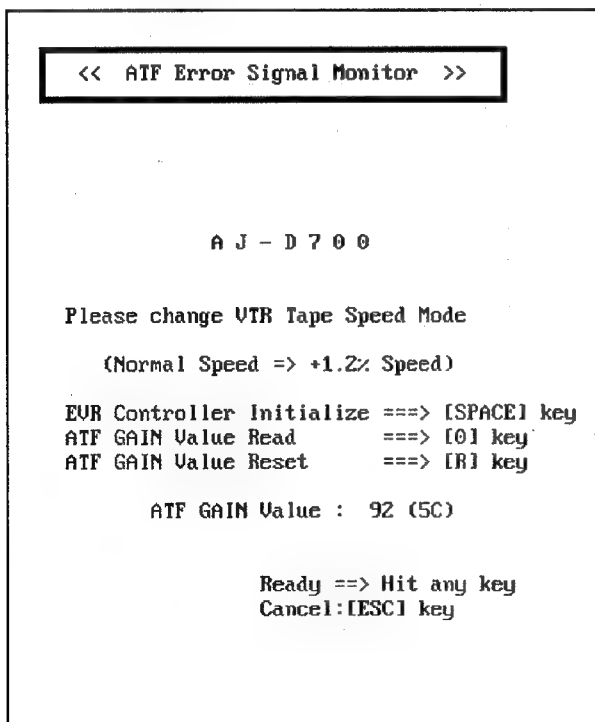 << ATF Error Signal Monitor >>
A J - D 7 0 0
Please change VTR Tape Speed Mode
(Normal Speed => +1.2% Speed)
EVR Controller Initialize ===> [SPACE] key
ATF GAIN Value Read ===> [0] key
ATF GAIN Value Reset ===> [R] key
ATF GAIN Value : 92 (5C)
Ready ==> Hit any key
Cancel:[ESC] key